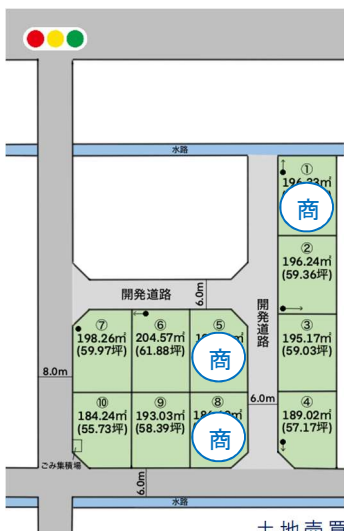 水路
①
196.33㎡
商
②
196.24㎡
(59.36坪)
開発道路
6.0m
開発道路
⑦
198.26㎡
(59.97坪)
⑥
204.57㎡
(61.88坪)
⑤
商
③
195.17㎡
(59.03坪)
8.0m
6.0m
⑩
184.24㎡
(55.73坪)
⑨
193.03㎡
(58.39坪)
⑧
商
④
189.02㎡
(57.17坪)
ごみ集積場
6.0m
水路
土地売買